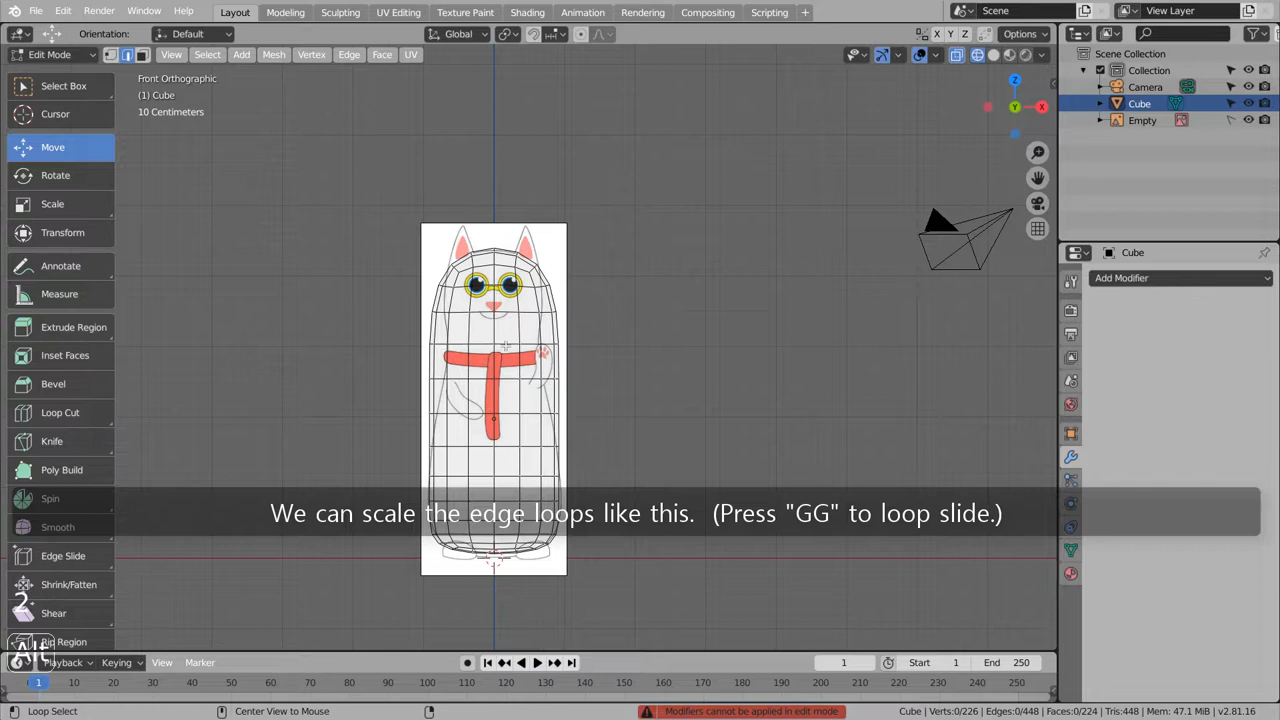 File Edit Render Window Help Layout Modeling Sculpting UV Editing Texture Paint Shading Animation Rendering Compositing Scripting + Scene View Layer
Orientation: Default Global X Y Z Options
Edit Mode View Select Add Mesh Vertex Edge Face UV
Scene Collection
Collection
Camera
Cube
Empty
Front Orthographic
(1) Cube
10 Centimeters
Z
Y
X
Select Box
Cursor
Move
Rotate
Scale
Transform
Annotate
Measure
Extrude Region
Inset Faces
Bevel
Loop Cut
Knife
Poly Build
Spin
Smooth
Edge Slide
Shrink/Fatten
Shear
Rip Region
Cube
Add Modifier
We can scale the edge loops like this. (Press "GG" to loop slide.)
2
Alt
Playback Keying View Marker 1 Start 1 End 250
1 10 20 30 40 50 60 70 80 90 100 110 120 130 140 150 160 170 180 190 200 210 220 230 240 250
Loop Select Center View to Mouse Modifiers cannot be applied in edit mode Cube | Verts:0/226 | Edges:0/448 | Faces:0/224 | Tris:448 | Mem: 47.1 MiB | v2.81.16